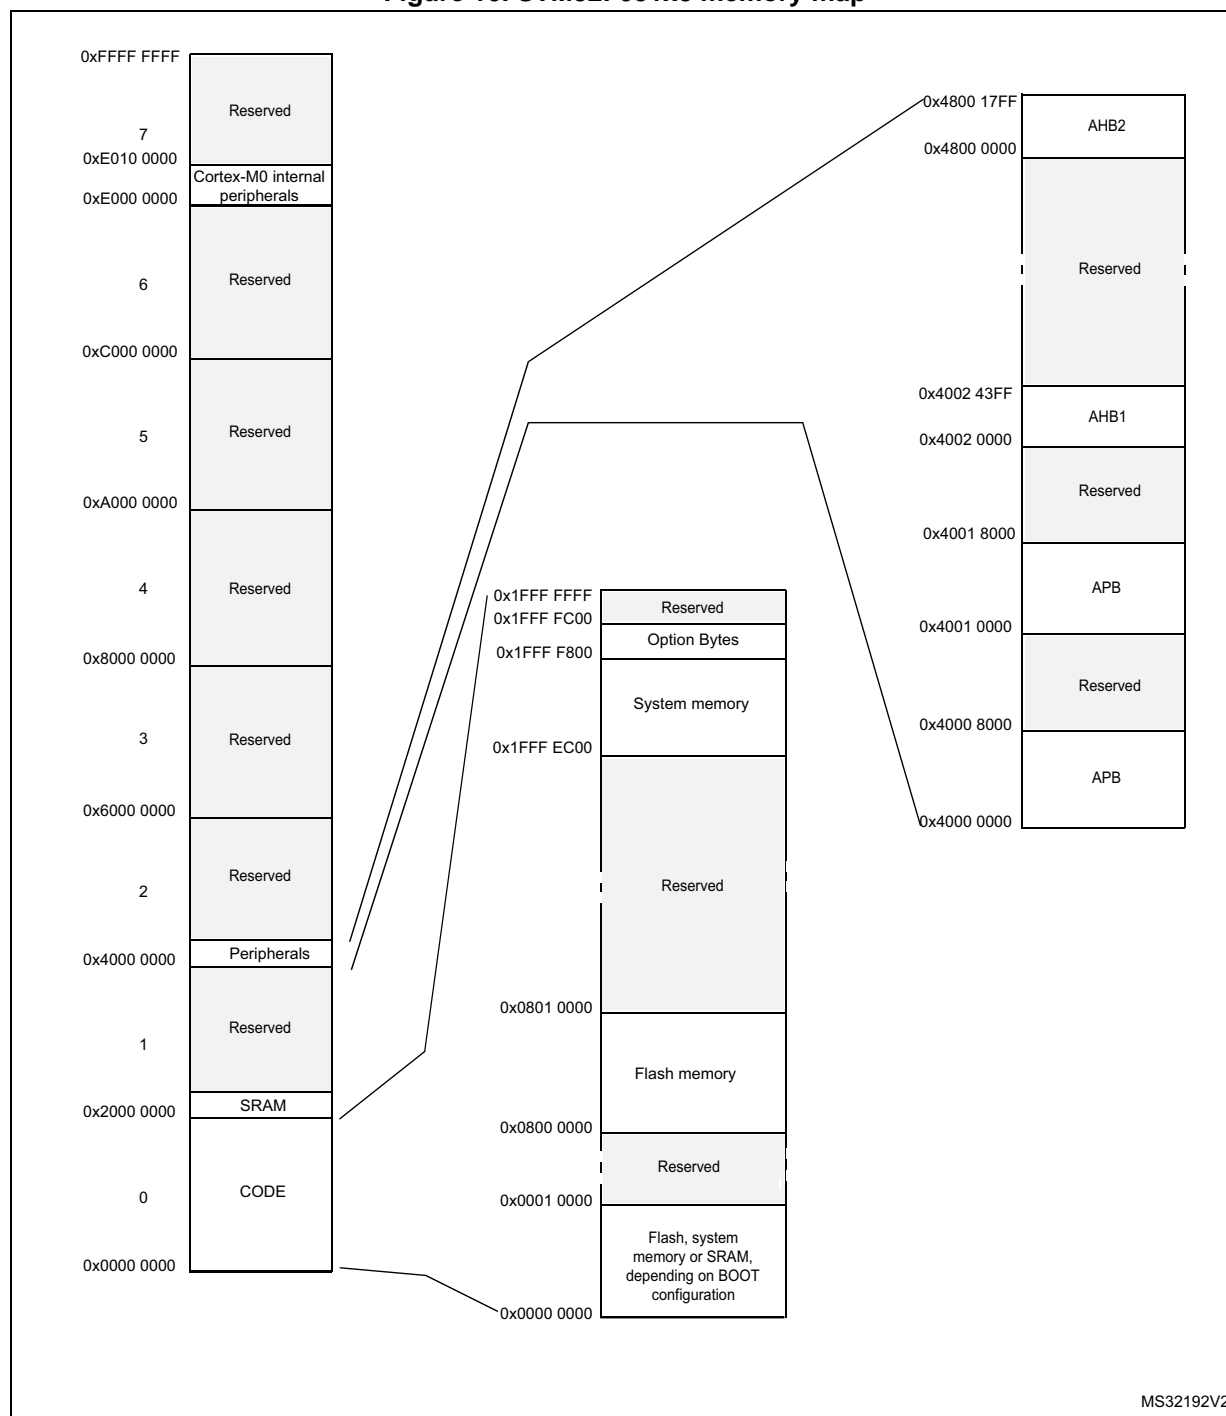 0xFFFF FFFF
Reserved
7
0xE010 0000
Cortex-M0 internal
peripherals
0xE000 0000
Reserved
6
0xC000 0000
Reserved
5
0xA000 0000
Reserved
4
0x8000 0000
Reserved
3
0x6000 0000
Reserved
2
Peripherals
0x4000 0000
Reserved
1
SRAM
0x2000 0000
CODE
0
0x0000 0000
0x1FFF FFFF
Reserved
0x1FFF FC00
Option Bytes
0x1FFF F800
System memory
0x1FFF EC00
Reserved
0x0801 0000
Flash memory
0x0800 0000
Reserved
0x0001 0000
Flash, system
memory or SRAM,
depending on BOOT
configuration
0x0000 0000
0x4800 17FF
AHB2
0x4800 0000
Reserved
0x4002 43FF
AHB1
0x4002 0000
Reserved
0x4001 8000
APB
0x4001 0000
Reserved
0x4000 8000
APB
0x4000 0000
MS32192V2